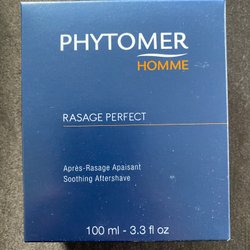 PHYTOMER
HOMME
RASAGE PERFECT
Après-Rasage Apaisant
Soothing Aftershave
100 ml - 3.3 fl oz